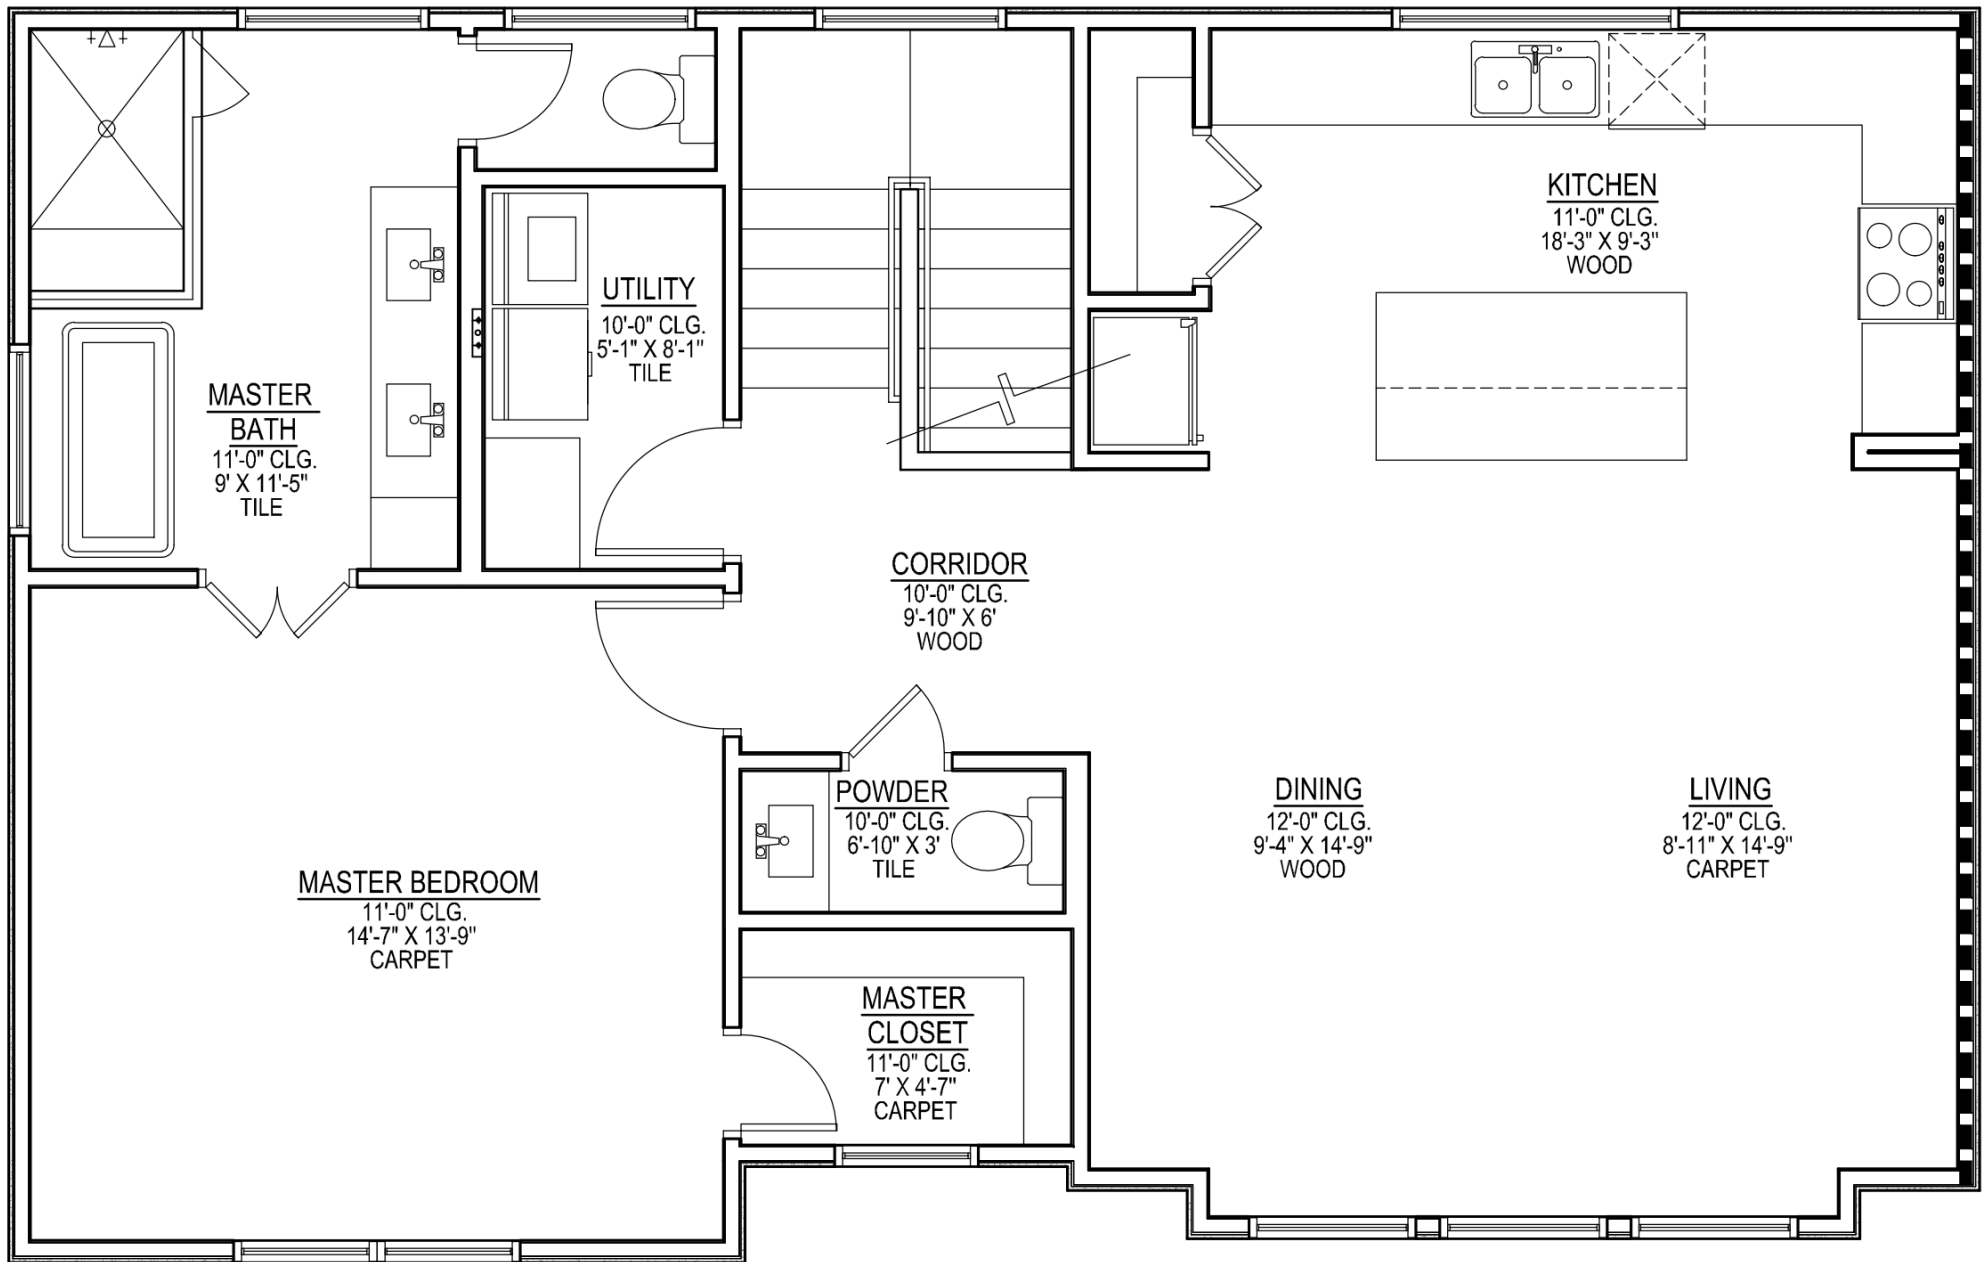 KITCHEN
11'-0" CLG.
18'-3" X 9'-3"
WOOD
UTILITY
10'-0" CLG.
5'-1" X 8'-1"
TILE
MASTER
BATH
11'-0" CLG.
9' X 11'-5"
TILE
CORRIDOR
10'-0" CLG.
9'-10" X 6'
WOOD
POWDER
10'-0" CLG.
6'-10" X 3'
TILE
DINING
12'-0" CLG.
9'-4" X 14'-9"
WOOD
LIVING
12'-0" CLG.
8'-11" X 14'-9"
CARPET
MASTER BEDROOM
11'-0" CLG.
14'-7" X 13'-9"
CARPET
MASTER
CLOSET
11'-0" CLG.
7' X 4'-7"
CARPET